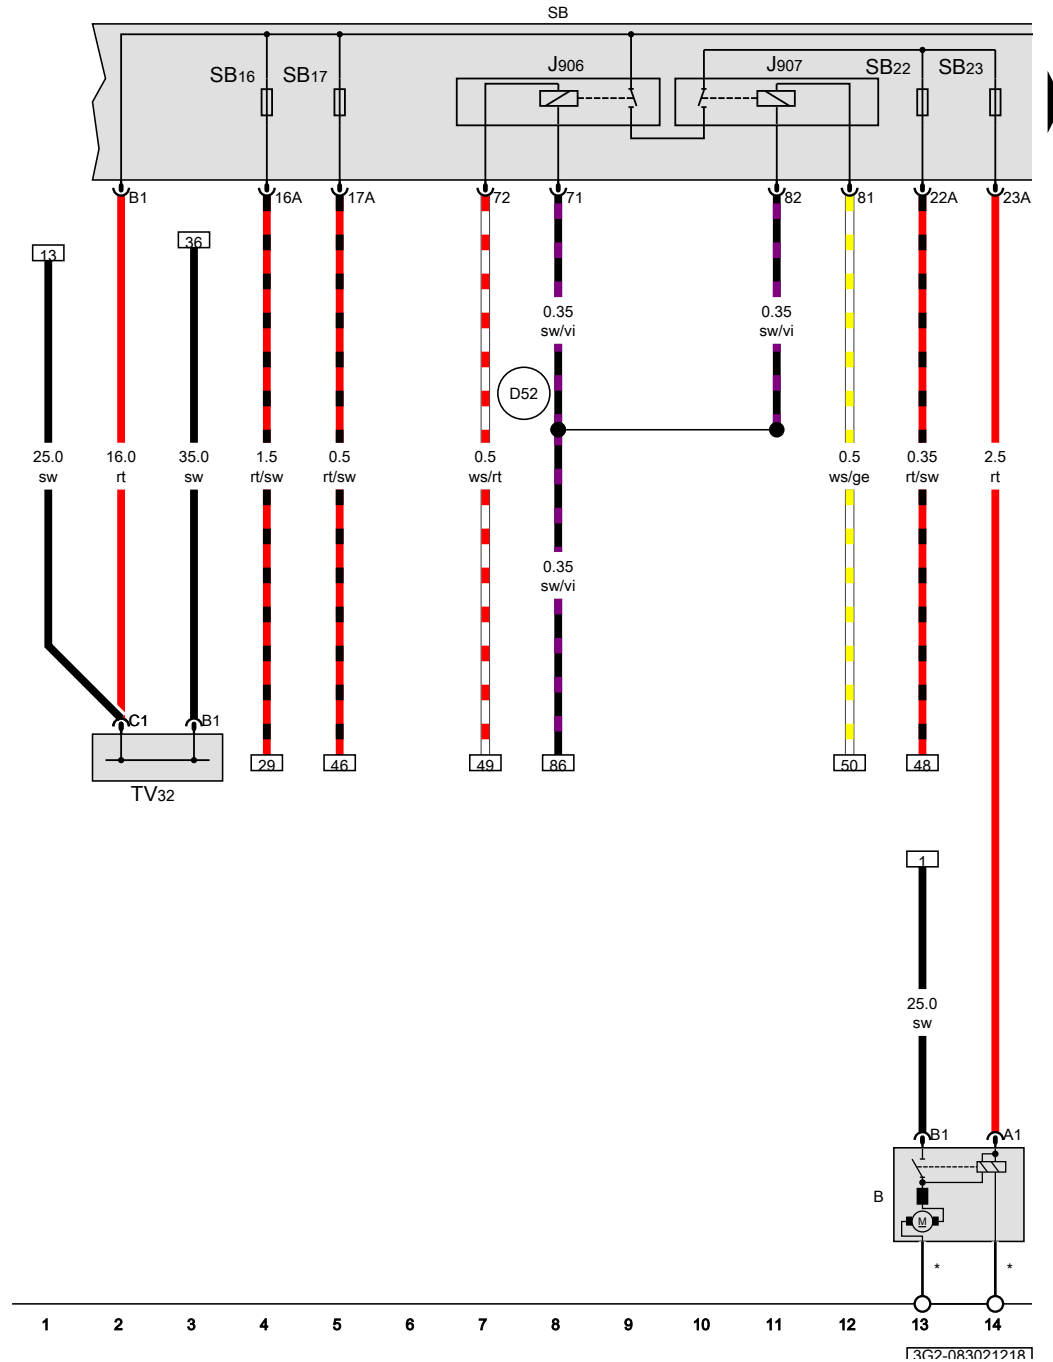 SB
SB16 SB17 J906 J907 SB22 SB23
B1 16A 17A 72 71 82 81 22A 23A
13 36
0.35 0.35
sw/vi sw/vi
D52
25.0 16.0 35.0 1.5 0.5 0.5 0.5 0.35 2.5
sw rt sw rt/sw rt/sw ws/rt ws/ge rt/sw rt
0.35
sw/vi
C1 B1
29 46 49 86 50 48
TV32
1
25.0
sw
B1 A1
B
M
* *
1 2 3 4 5 6 7 8 9 10 11 12 13 14
3G2-083021218